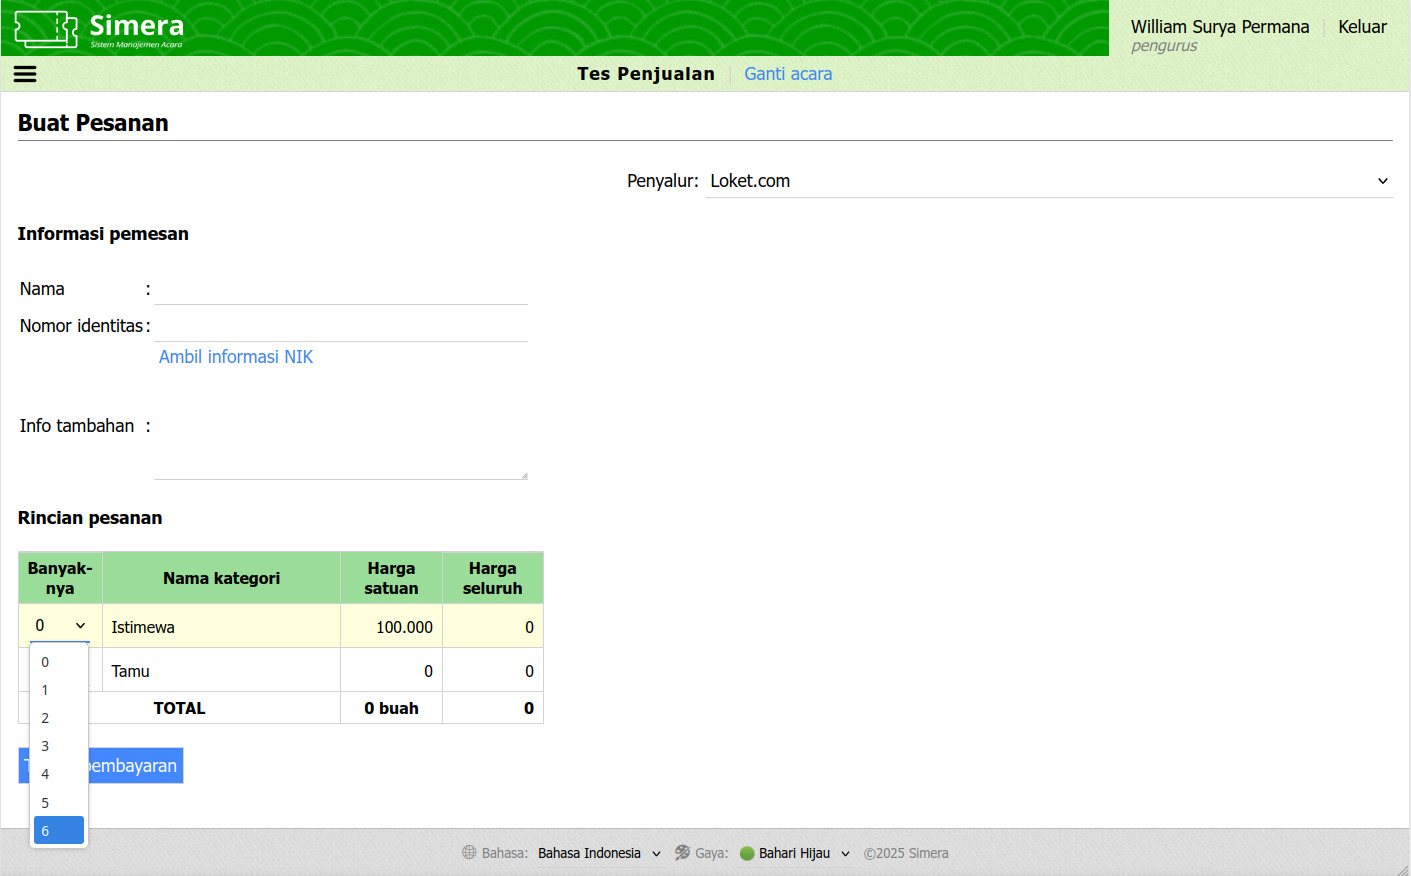 Simera
Sistem Manajemen Acara
William Surya Permana
Keluar
pengurus
Tes Penjualan
Ganti acara
Buat Pesanan
Penyalur: Loket.com
Informasi pemesan
Nama :
Nomor identitas :
Ambil informasi NIK
Info tambahan :
Rincian pesanan
Banyak-
nya
Nama kategori
Harga
satuan
Harga
seluruh
0 Istimewa 100.000 0
Tamu 0 0
TOTAL 0 buah 0
0
1
2
3
4
5
6
pembayaran
Bahasa: Bahasa Indonesia Gaya: Bahari Hijau ©2025 Simera